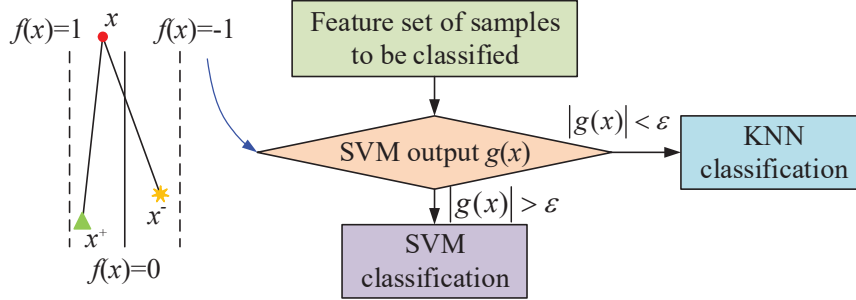 f(x)=1
x
f(x)=-1
x⁺
x⁻
f(x)=0
Feature set of samples
to be classified
SVM output g(x)
|g(x)| < ε
KNN
classification
|g(x)| > ε
SVM
classification